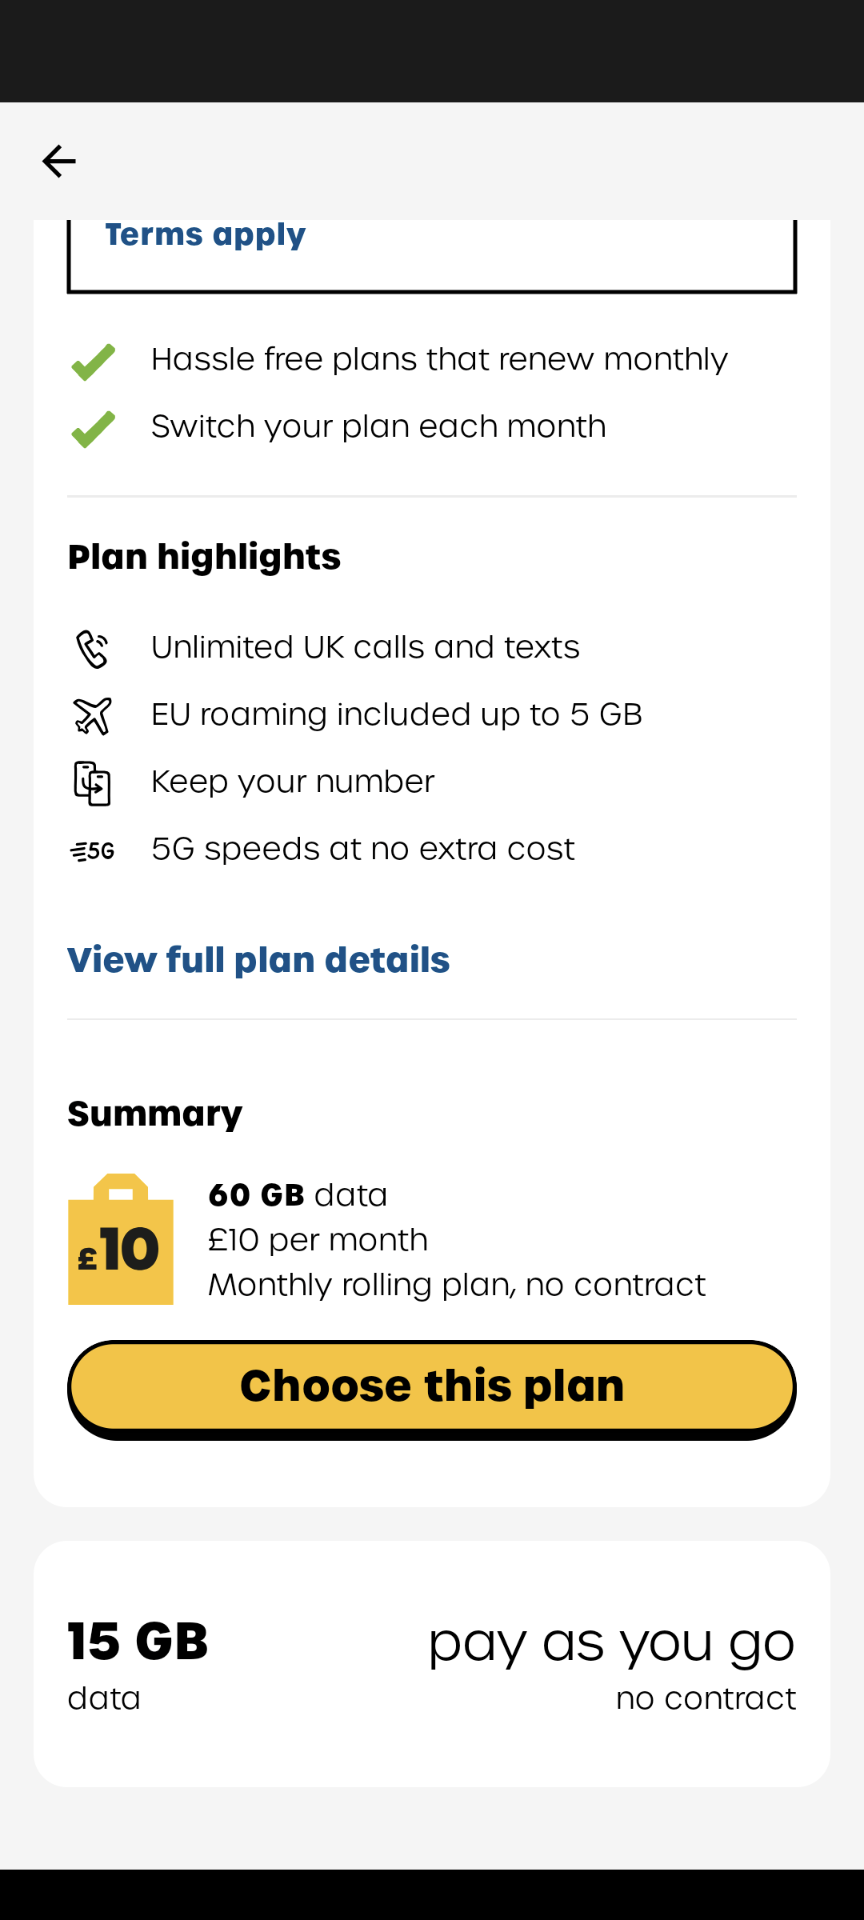 Terms apply
Hassle free plans that renew monthly
Switch your plan each month
Plan highlights
Unlimited UK calls and texts
EU roaming included up to 5 GB
Keep your number
5G 5G speeds at no extra cost
View full plan details
Summary
£10
60 GB data
£10 per month
Monthly rolling plan, no contract
Choose this plan
15 GB pay as you go
data no contract